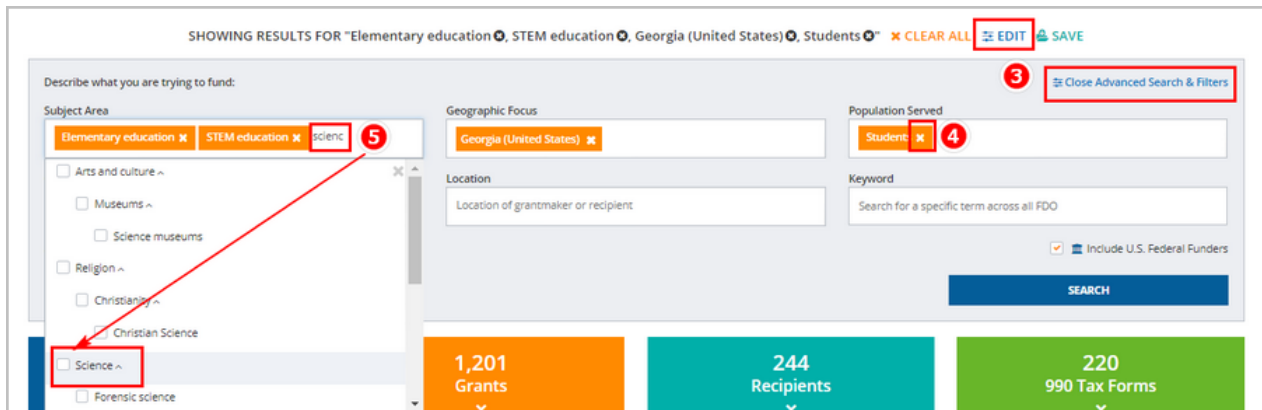 SHOWING RESULTS FOR "Elementary education, STEM education, Georgia (United States), Students" CLEAR ALL EDIT SAVE
3
Describe what you are trying to fund:
Close Advanced Search & Filters
Subject Area
Geographic Focus
Population Served
Elementary education x STEM education x scienc 5
Georgia (United States) x
Student x 4
Arts and culture
Museums
Science museums
Religion
Christianity
Christian Science
Science
Forensic science
Location
Location of grantmaker or recipient
Keyword
Search for a specific term across all FDO
Include U.S. Federal Funders
SEARCH
1,201
Grants
244
Recipients
220
990 Tax Forms